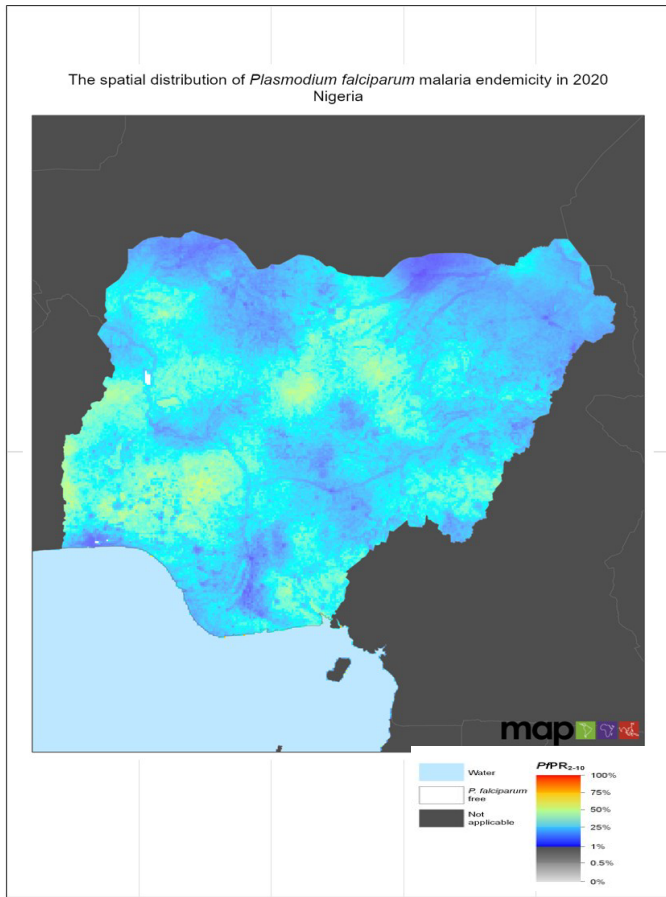 The spatial distribution of Plasmodium falciparum malaria endemicity in 2020
Nigeria
map
Water
P. falciparum
free
Not
applicable
PfPR2-10
100%
75%
50%
25%
1%
0.5%
0%